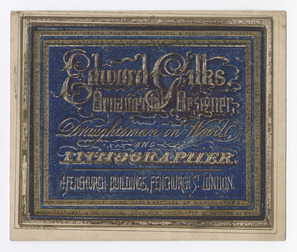 Edward Gilks,
Ornamental Designer,
Draughtsman on Wood,
AND
LITHOGRAPHER.
4 FENCHURCH BUILDINGS, FENCHURCH St. LONDON.